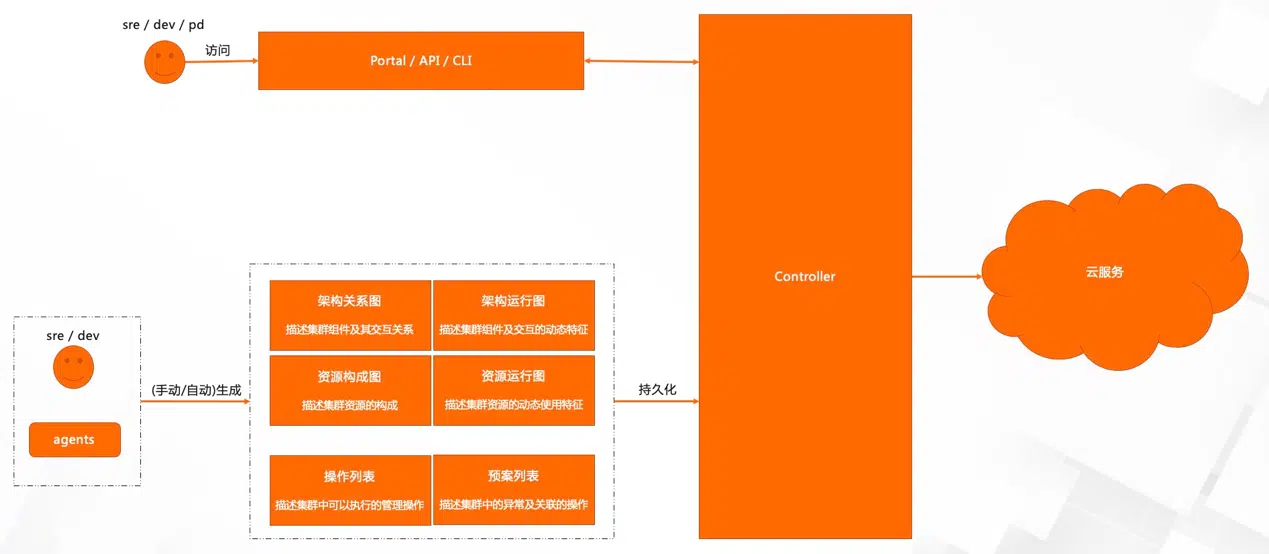 sre / dev / pd
访问
Portal / API / CLI
Controller
云服务
sre / dev
agents
(手动/自动)生成
架构关系图
描述集群组件及其交互关系
架构运行图
描述集群组件及交互的动态特征
资源构成图
描述集群资源的构成
资源运行图
描述集群资源的动态使用特征
操作列表
描述集群中可以执行的管理操作
预案列表
描述集群中的异常及关联的操作
持久化